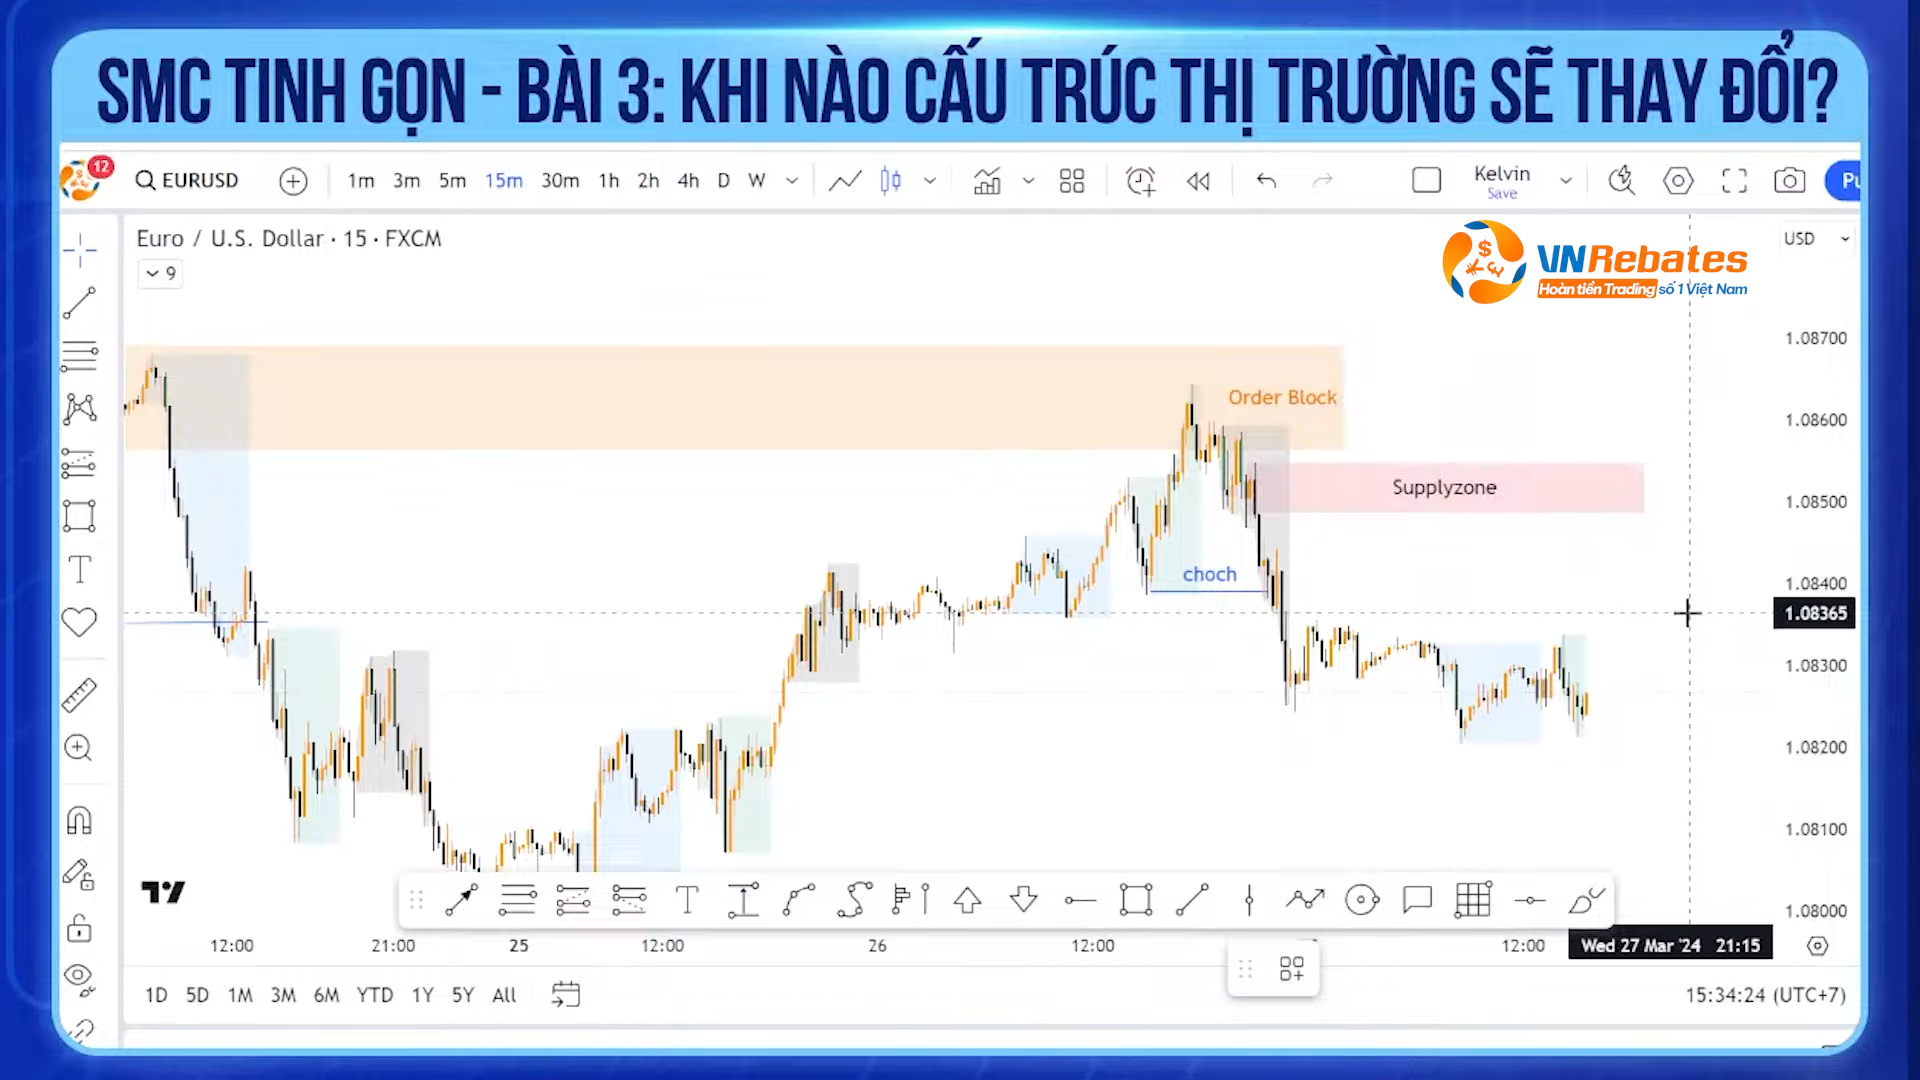 SMC TINH GỌN - BÀI 3: KHI NÀO CẤU TRÚC THỊ TRƯỜNG SẼ THAY ĐỔI?
12 EURUSD 1m 3m 5m 15m 30m 1h 2h 4h D W Kelvin
Save
Euro / U.S. Dollar · 15 · FXCM
9
VNRebates
Hoàn tiền Trading số 1 Việt Nam
USD
1.08700
1.08600
1.08500
1.08400
1.08365
1.08300
1.08200
1.08100
1.08000
Order Block
Supplyzone
choch
12:00 21:00 25 12:00 26 12:00 12:00 Wed 27 Mar '24 21:15
1D 5D 1M 3M 6M YTD 1Y 5Y All
15:34:24 (UTC+7)